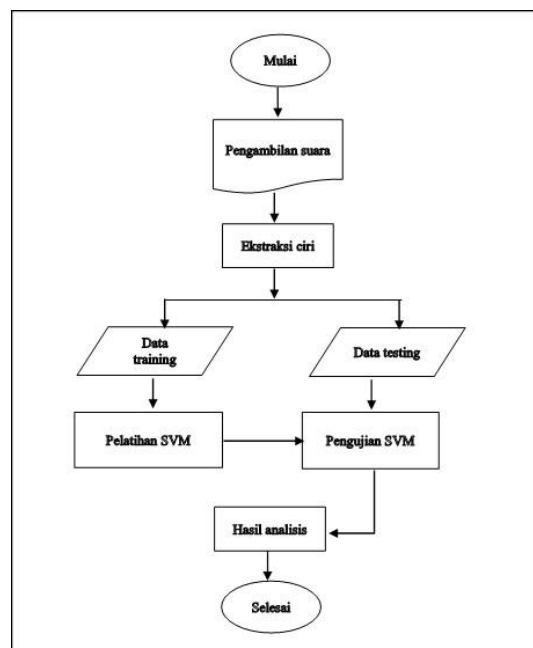 Mulai
Pengambilan suara
Ekstraksi ciri
Data
training
Data testing
Pelatihan SVM
Pengujian SVM
Hasil analisis
Selesai